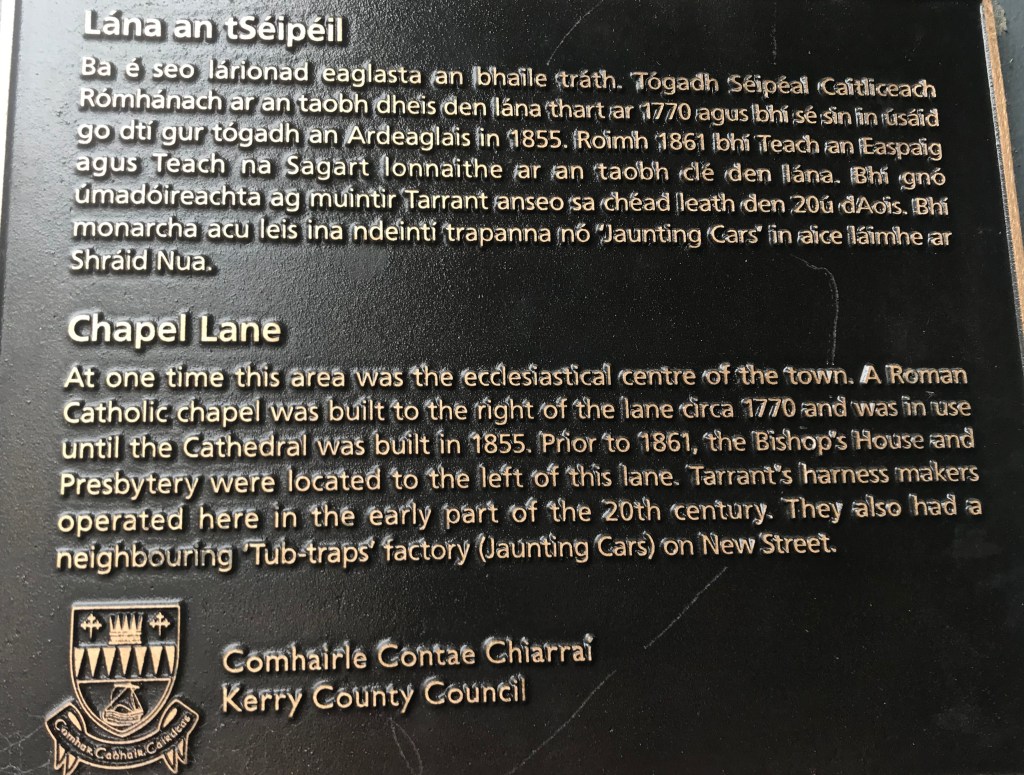 Lána an tSéipéil
Ba é seo lárionad eaglasta an bhaile tráth. Tógadh Séipéal Caitliceach
Rómhánach ar an taobh dheis den lána thart ar 1770 agus bhí sé sin in úsáid
go dtí gur tógadh an Ardeaglais in 1855. Roimh 1861 bhí Teach an Easpaig
agus Teach na Sagart lonnaithe ar an taobh clé den lána. Bhí gnó
úmadóireachta ag muintir Tarrant anseo sa chéad leath den 20ú dAois. Bhí
monarcha acu leis ina ndeintí trapanna nó 'Jaunting Cars' in aice láimhe ar
Shráid Nua.
Chapel Lane
At one time this area was the ecclesiastical centre of the town. A Roman
Catholic chapel was built to the right of the lane circa 1770 and was in use
until the Cathedral was built in 1855. Prior to 1861, the Bishop's House and
Presbytery were located to the left of this lane. Tarrant's harness makers
operated here in the early part of the 20th century. They also had a
neighbouring 'Tub-traps' factory (Jaunting Cars) on New Street.
Comhairle Contae Chiarraí
Kerry County Council
Comhar, Cabhair, Cairdeas